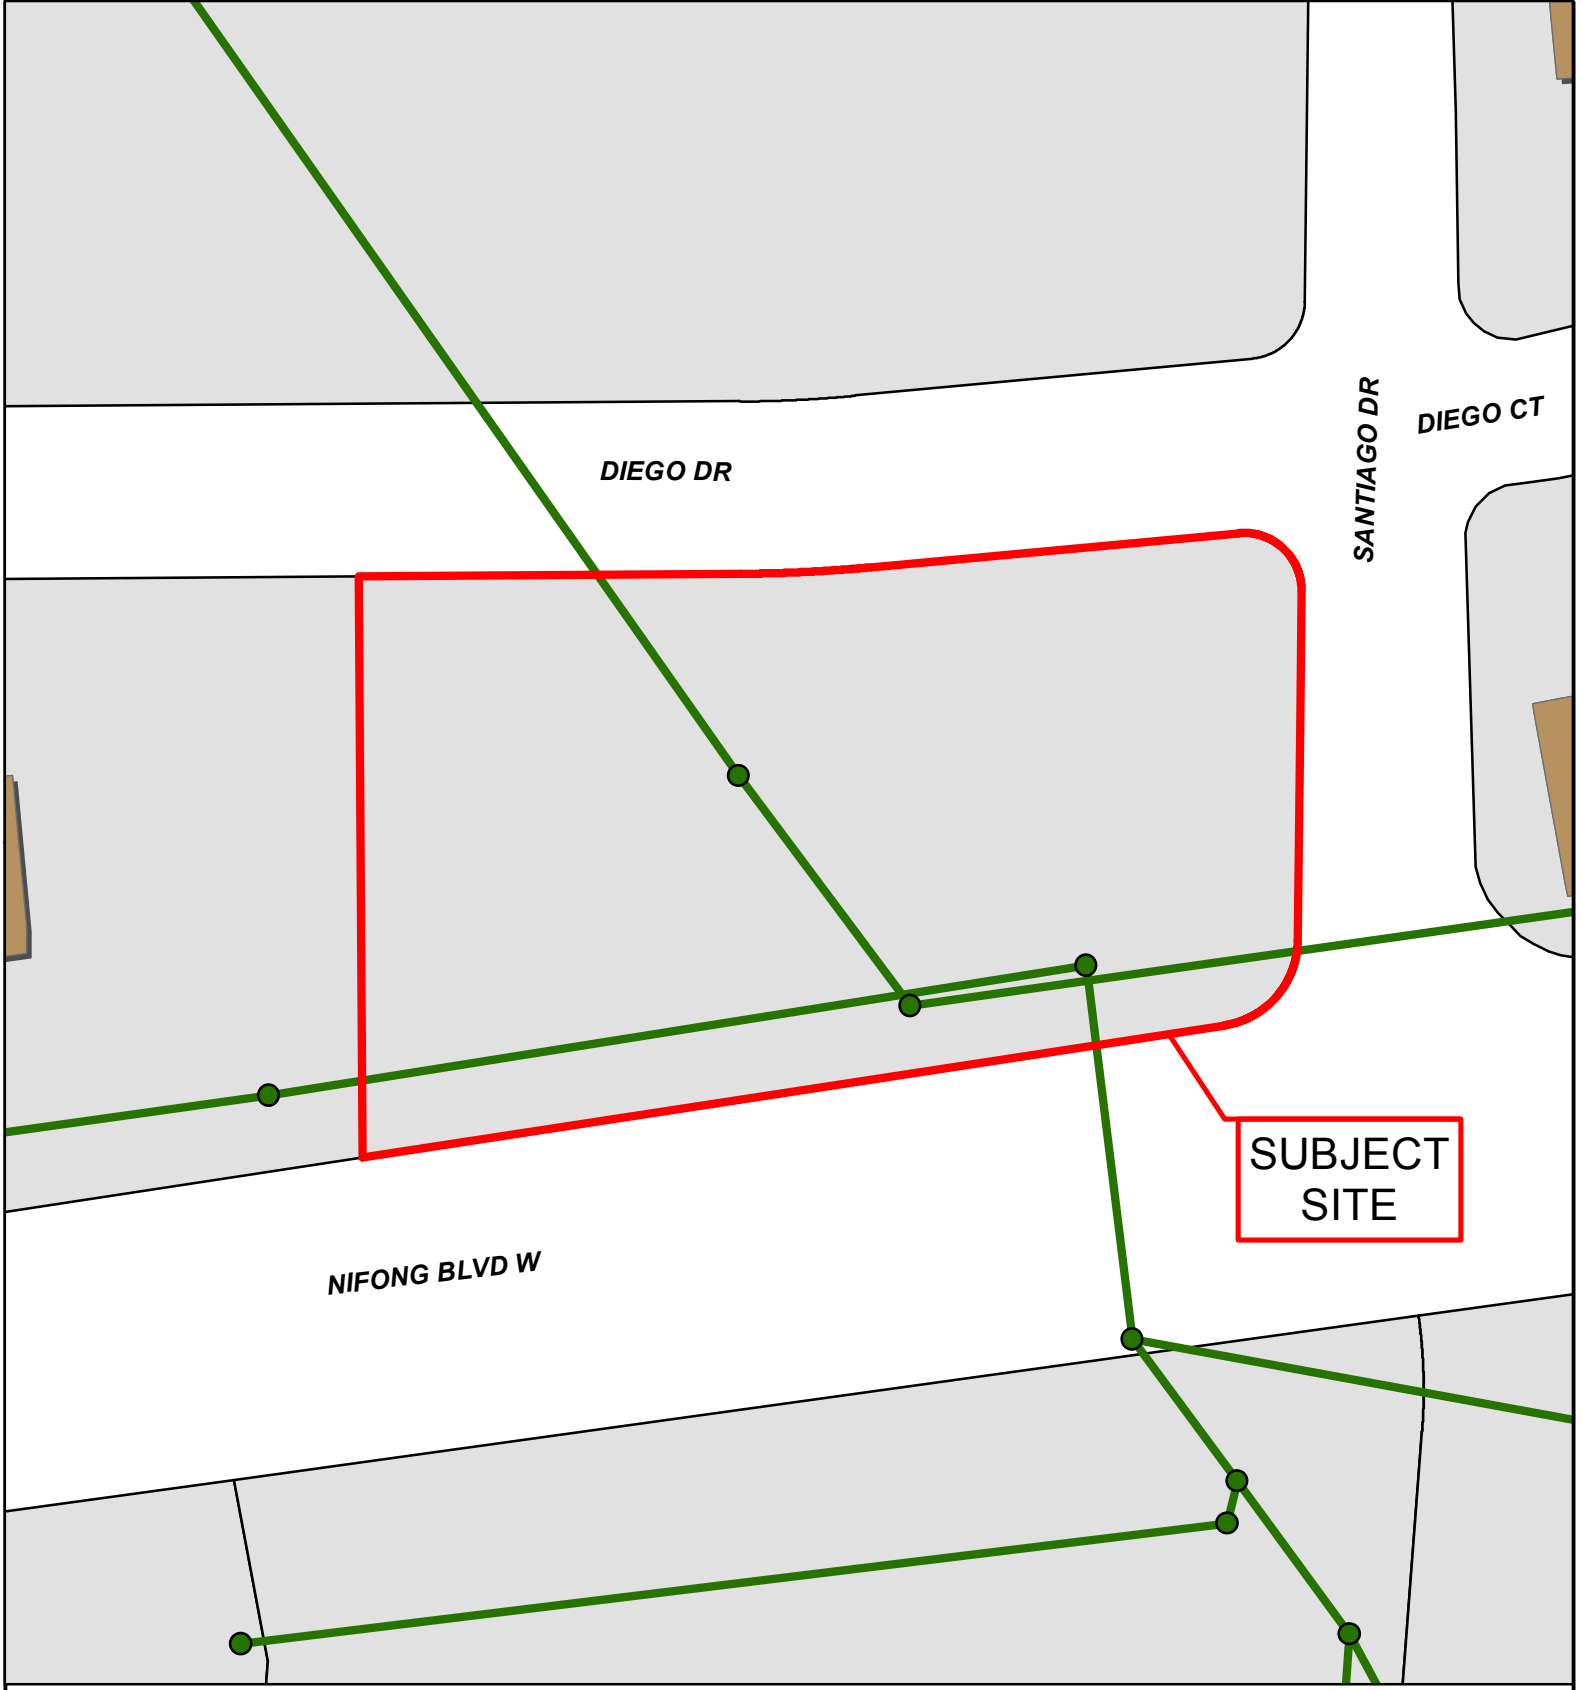 DIEGO DR
SANTIAGO DR
DIEGO CT
SUBJECT
SITE
NIFONG BLVD W